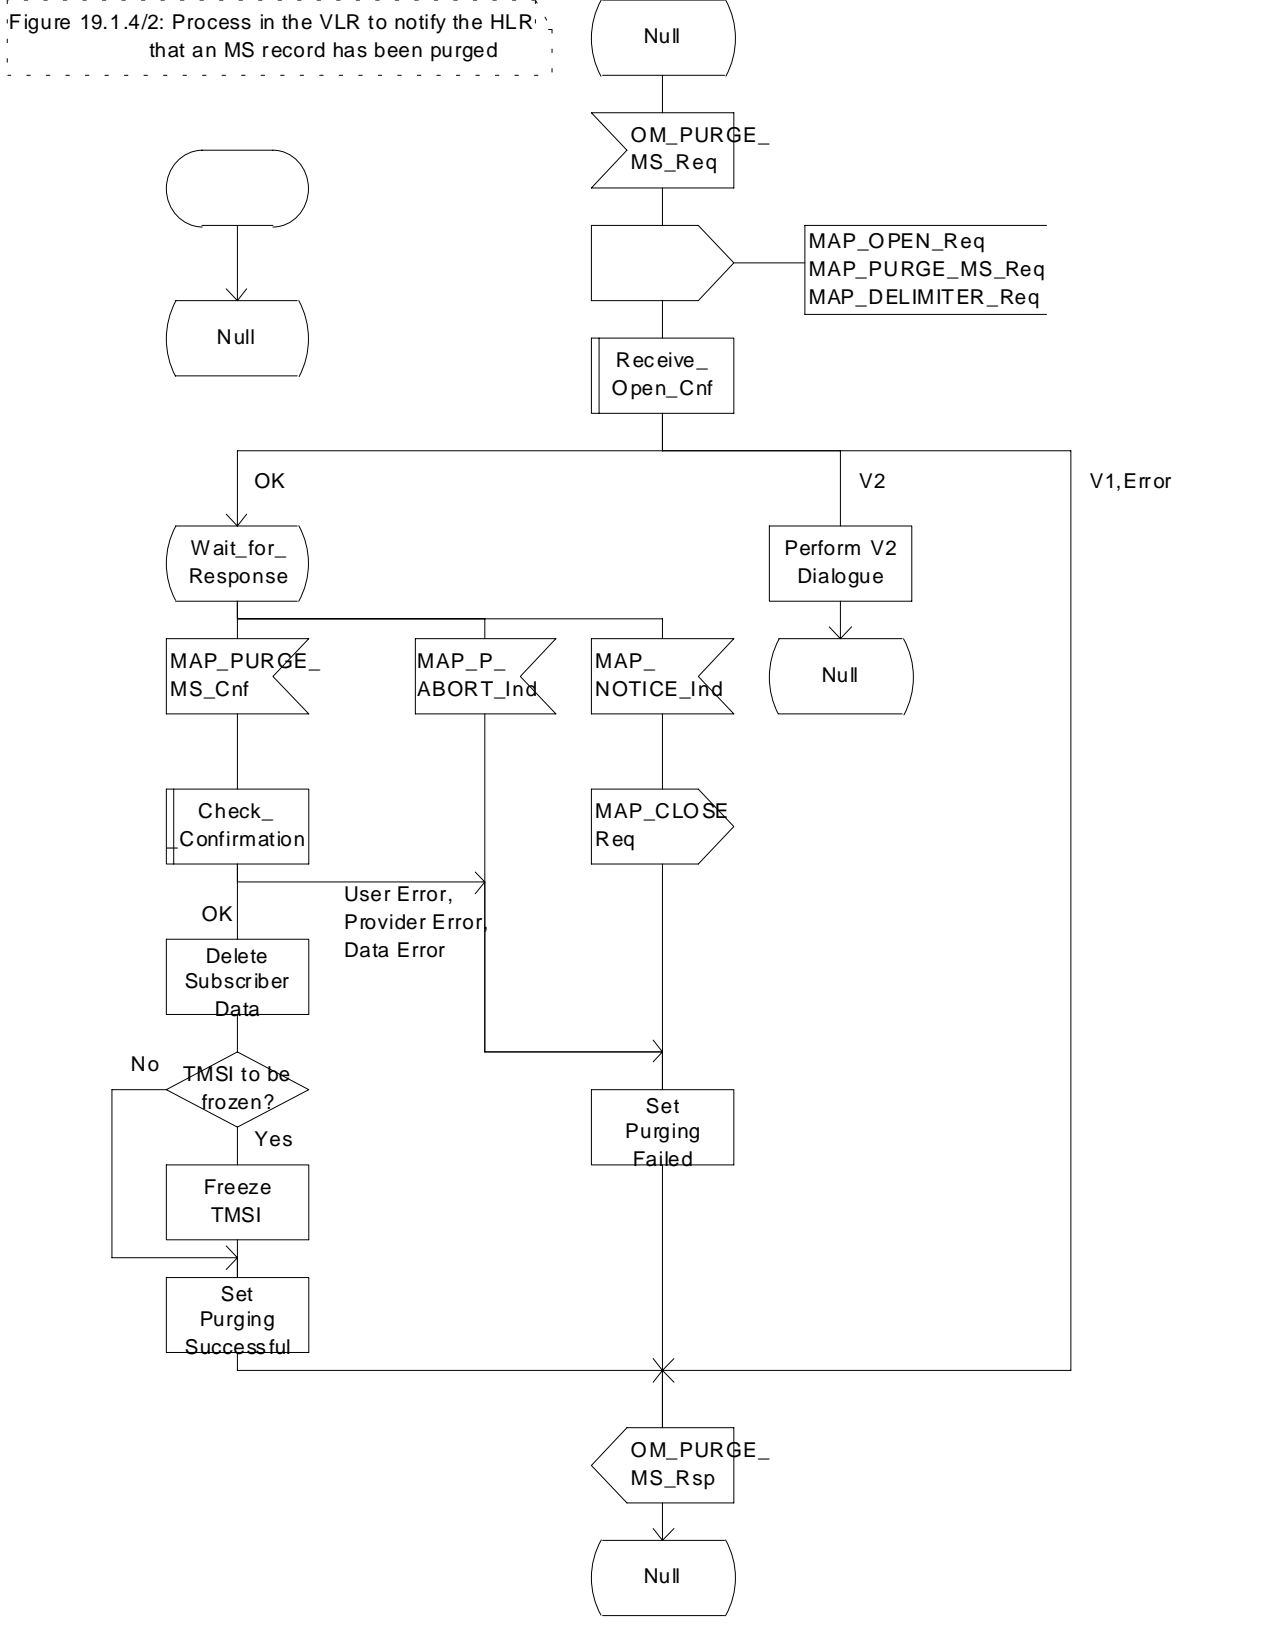 Figure 19.1.4/2: Process in the VLR to notify the HLR
that an MS record has been purged
Null
OM_PURGE_
MS_Req
MAP_OPEN_Req
MAP_PURGE_MS_Req
MAP_DELIMITER_Req
Null
Receive_
Open_Cnf
OK
V2
V1,Error
Wait_for_
Response
Perform V2
Dialogue
MAP_PURGE_
MS_Cnf
MAP_P_
ABORT_Ind
MAP_
NOTICE_Ind
Null
Check_
Confirmation
MAP_CLOSE_
Req
User Error,
Provider Error,
Data Error
OK
Delete
Subscriber
Data
No
TMSI to be
frozen?
Yes
Set
Purging
Failed
Freeze
TMSI
Set
Purging
Successful
OM_PURGE_
MS_Rsp
Null